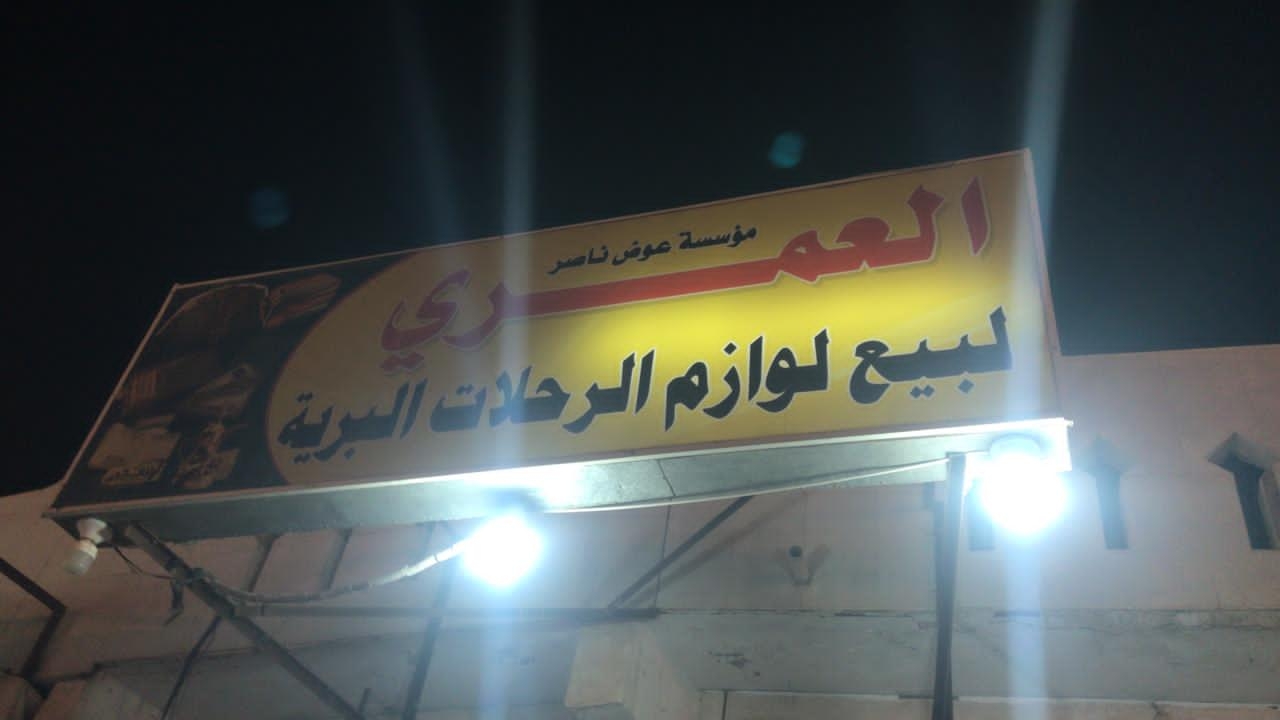 مؤسسة عوض ناصر
العمري
لبيع لوازم الرحلات البرية